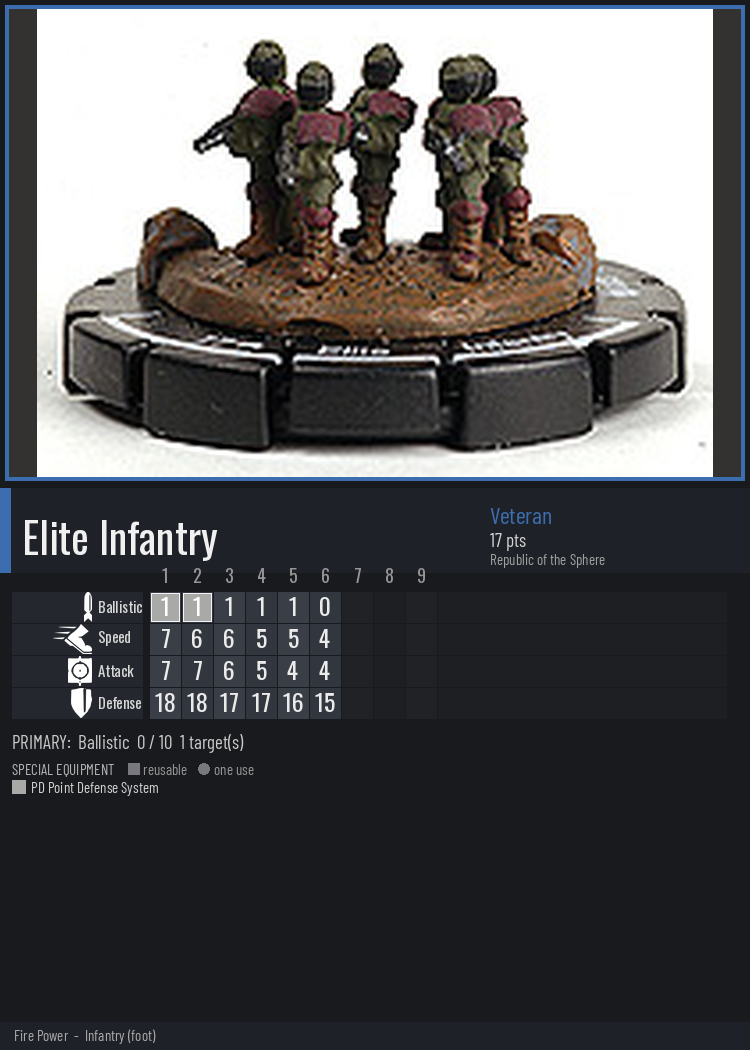 Elite Infantry
Veteran
17 pts
Republic of the Sphere
1 2 3 4 5 6 7 8 9
Ballistic 1 1 1 1 1 0
Speed 7 6 6 5 5 4
Attack 7 7 6 5 4 4
Defense 18 18 17 17 16 15
PRIMARY: Ballistic 0 / 10 1 target(s)
SPECIAL EQUIPMENT reusable one use
PD Point Defense System
Fire Power - Infantry (foot)